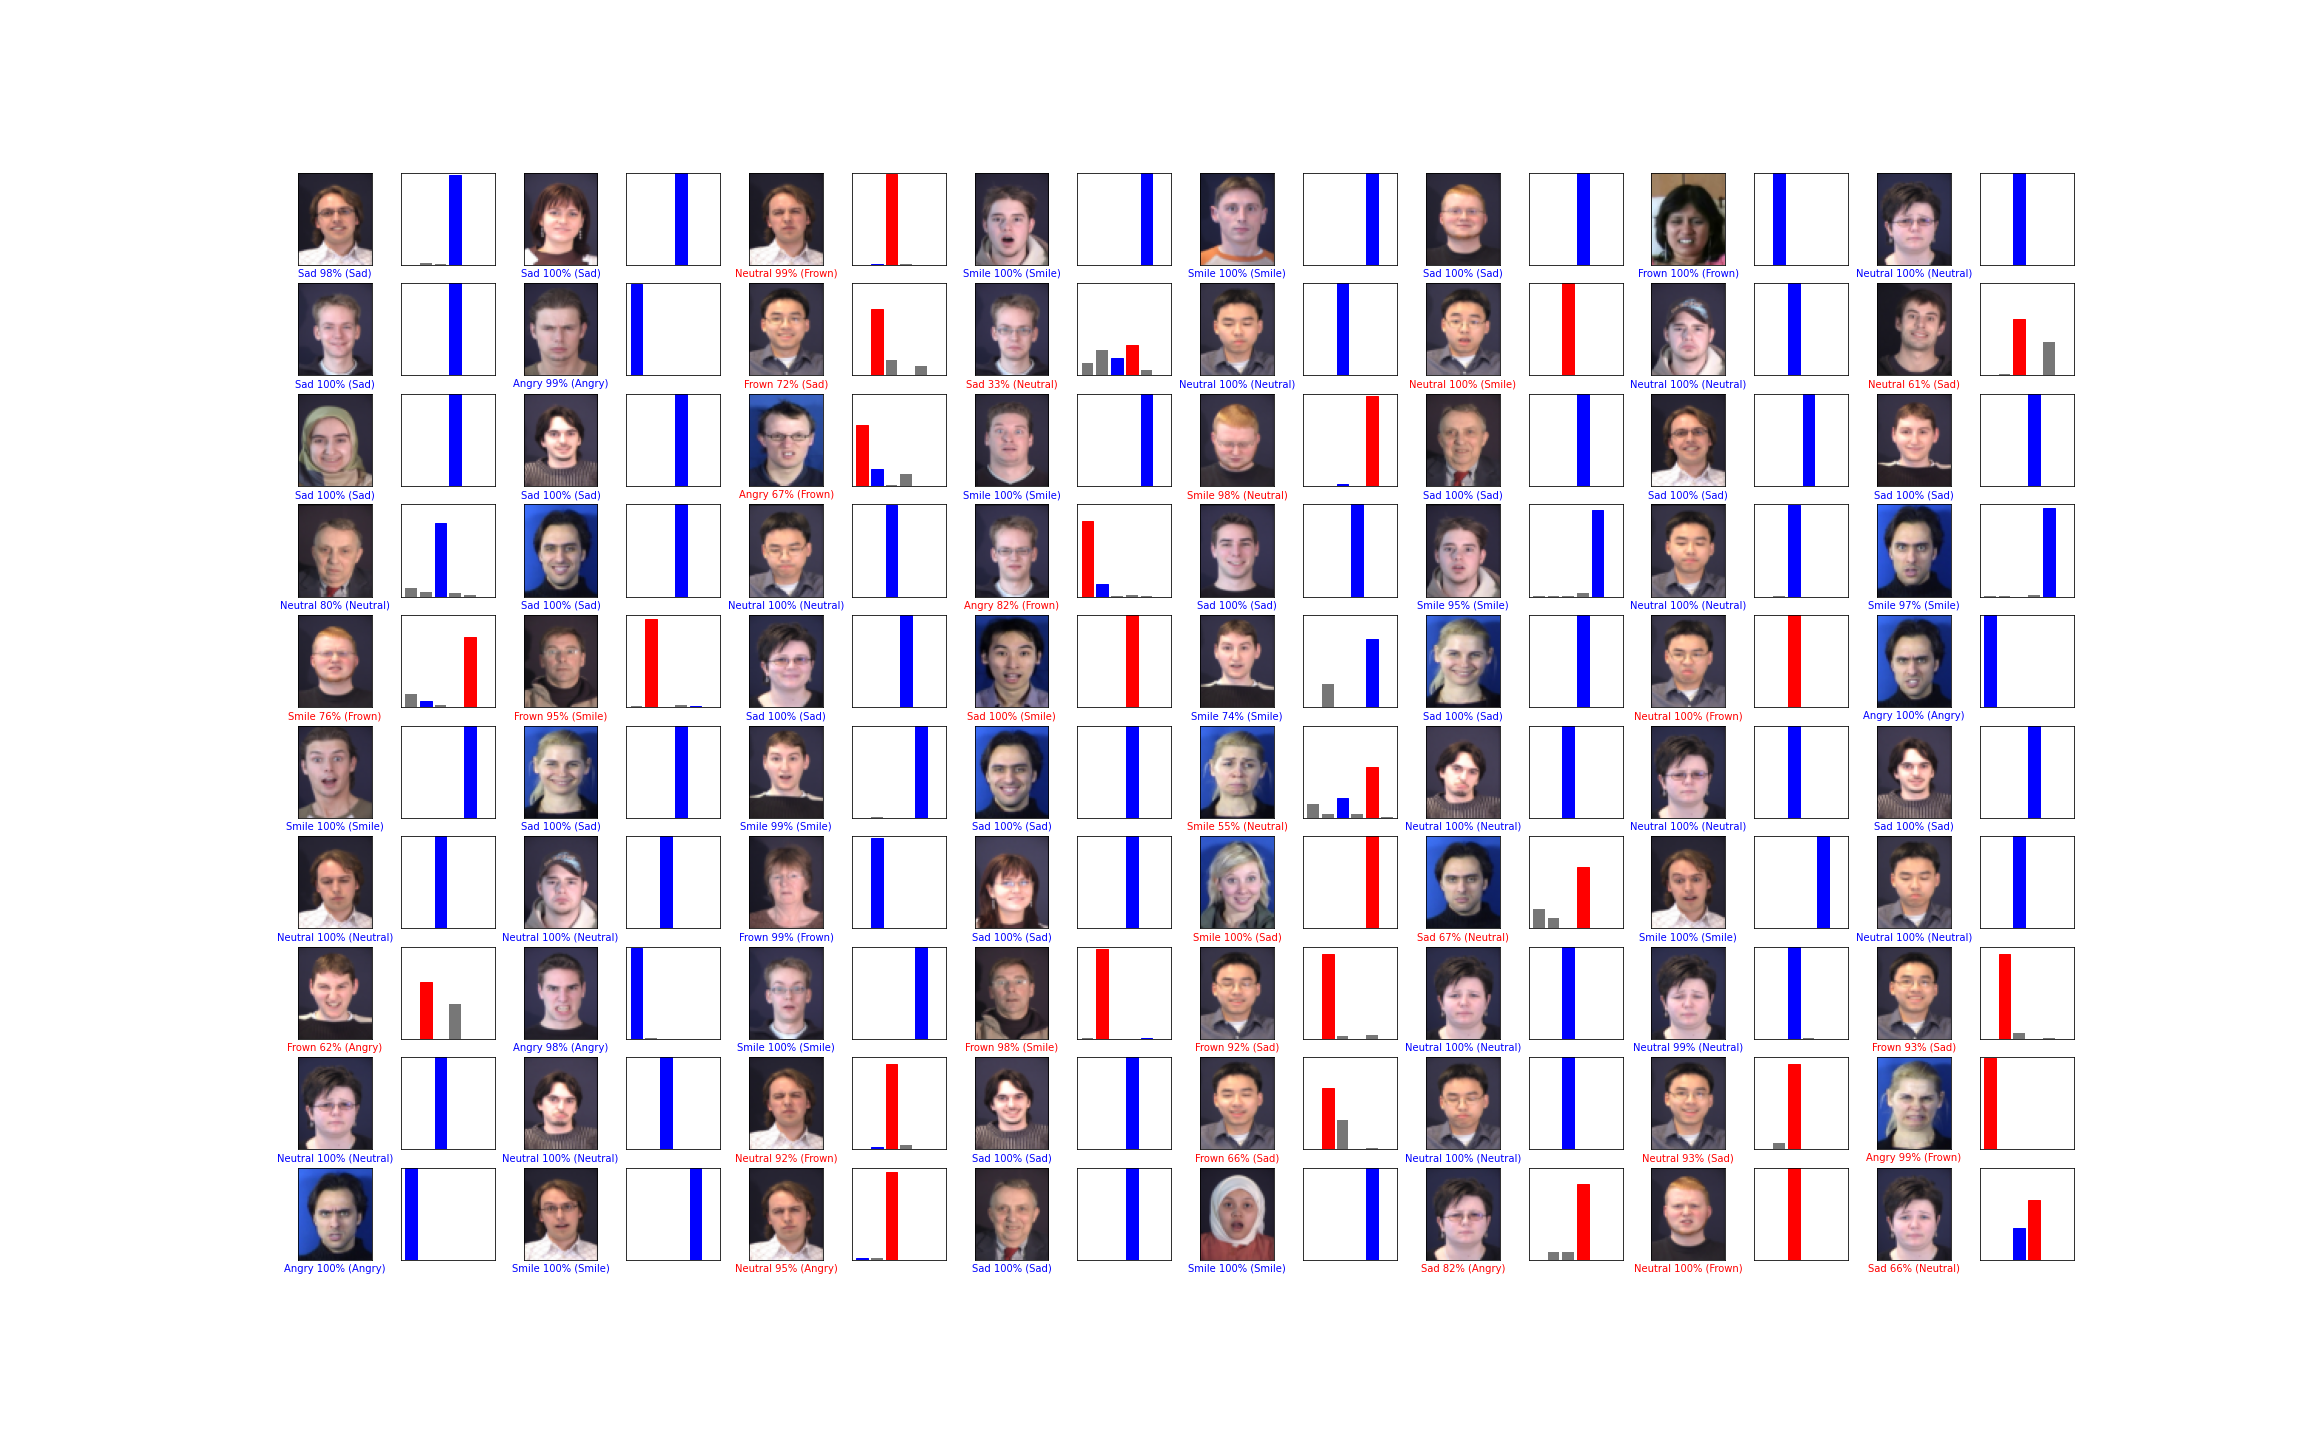 Sad 98% (Sad) Sad 100% (Sad) Neutral 99% (Frown) Smile 100% (Smile) Smile 100% (Smile) Sad 100% (Sad) Frown 100% (Frown) Neutral 100% (Neutral)
Sad 100% (Sad) Angry 99% (Angry) Frown 72% (Sad) Sad 33% (Neutral) Neutral 100% (Neutral) Neutral 100% (Smile) Neutral 100% (Neutral) Neutral 61% (Sad)
Sad 100% (Sad) Sad 100% (Sad) Angry 67% (Frown) Smile 100% (Smile) Smile 98% (Neutral) Sad 100% (Sad) Sad 100% (Sad) Sad 100% (Sad)
Neutral 80% (Neutral) Sad 100% (Sad) Neutral 100% (Neutral) Angry 82% (Frown) Sad 100% (Sad) Smile 95% (Smile) Neutral 100% (Neutral) Smile 97% (Smile)
Smile 76% (Frown) Frown 95% (Smile) Sad 100% (Sad) Sad 100% (Smile) Smile 74% (Smile) Sad 100% (Sad) Neutral 100% (Frown) Angry 100% (Angry)
Smile 100% (Smile) Sad 100% (Sad) Smile 99% (Smile) Sad 100% (Sad) Smile 55% (Neutral) Neutral 100% (Neutral) Neutral 100% (Neutral) Sad 100% (Sad)
Neutral 100% (Neutral) Neutral 100% (Neutral) Frown 99% (Frown) Sad 100% (Sad) Smile 100% (Sad) Sad 67% (Neutral) Smile 100% (Smile) Neutral 100% (Neutral)
Frown 62% (Angry) Angry 98% (Angry) Smile 100% (Smile) Frown 98% (Smile) Frown 92% (Sad) Neutral 100% (Neutral) Neutral 99% (Neutral) Frown 93% (Sad)
Neutral 100% (Neutral) Neutral 100% (Neutral) Neutral 92% (Frown) Sad 100% (Sad) Frown 66% (Sad) Neutral 100% (Neutral) Neutral 93% (Sad) Angry 99% (Frown)
Angry 100% (Angry) Smile 100% (Smile) Neutral 95% (Angry) Sad 100% (Sad) Smile 100% (Smile) Sad 82% (Angry) Neutral 100% (Frown) Sad 66% (Neutral)